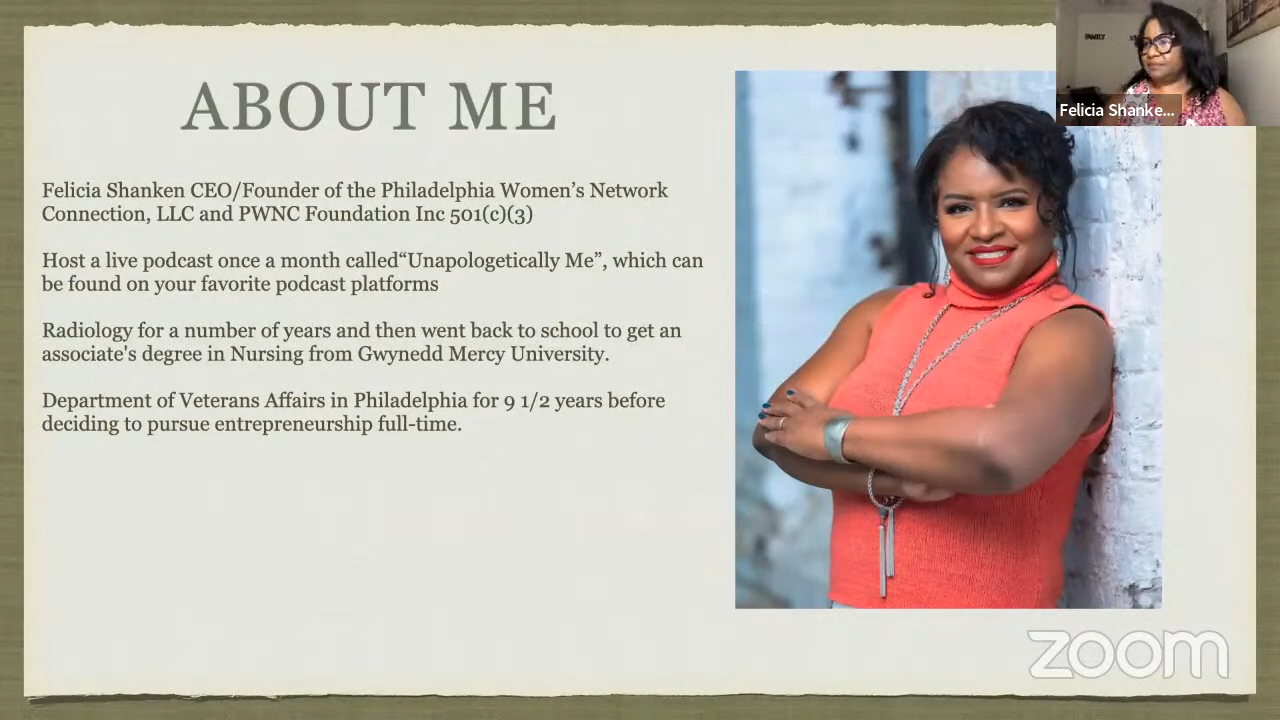 ABOUT ME
Felicia Shanken CEO/Founder of the Philadelphia Women’s Network
Connection, LLC and PWNC Foundation Inc 501(c)(3)
Host a live podcast once a month called“Unapologetically Me”, which can
be found on your favorite podcast platforms
Radiology for a number of years and then went back to school to get an
associate's degree in Nursing from Gwynedd Mercy University.
Department of Veterans Affairs in Philadelphia for 9 1/2 years before
deciding to pursue entrepreneurship full-time.
FAMILY
Felicia Shanke...
zoom